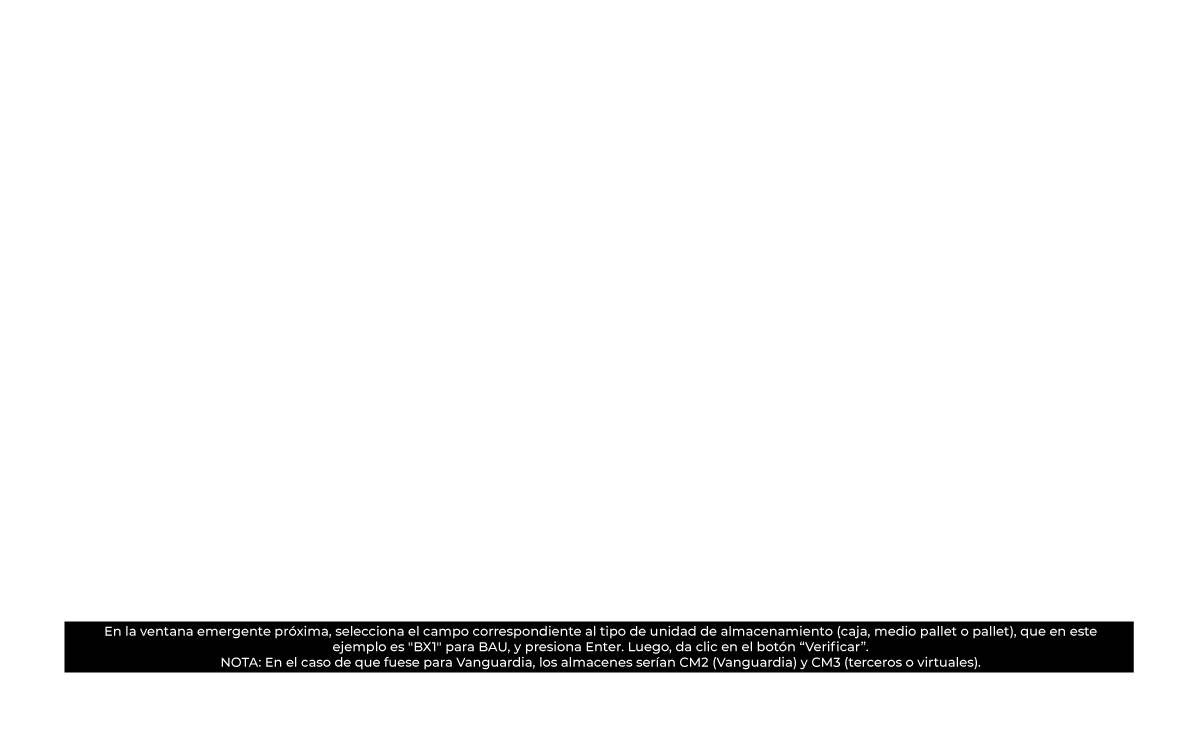 En la ventana emergente próxima, selecciona el campo correspondiente al tipo de unidad de almacenamiento (caja, medio pallet o pallet), que en este
ejemplo es "BX1" para BAU, y presiona Enter. Luego, da clic en el botón “Verificar”.
NOTA: En el caso de que fuese para Vanguardia, los almacenes serían CM2 (Vanguardia) y CM3 (terceros o virtuales).